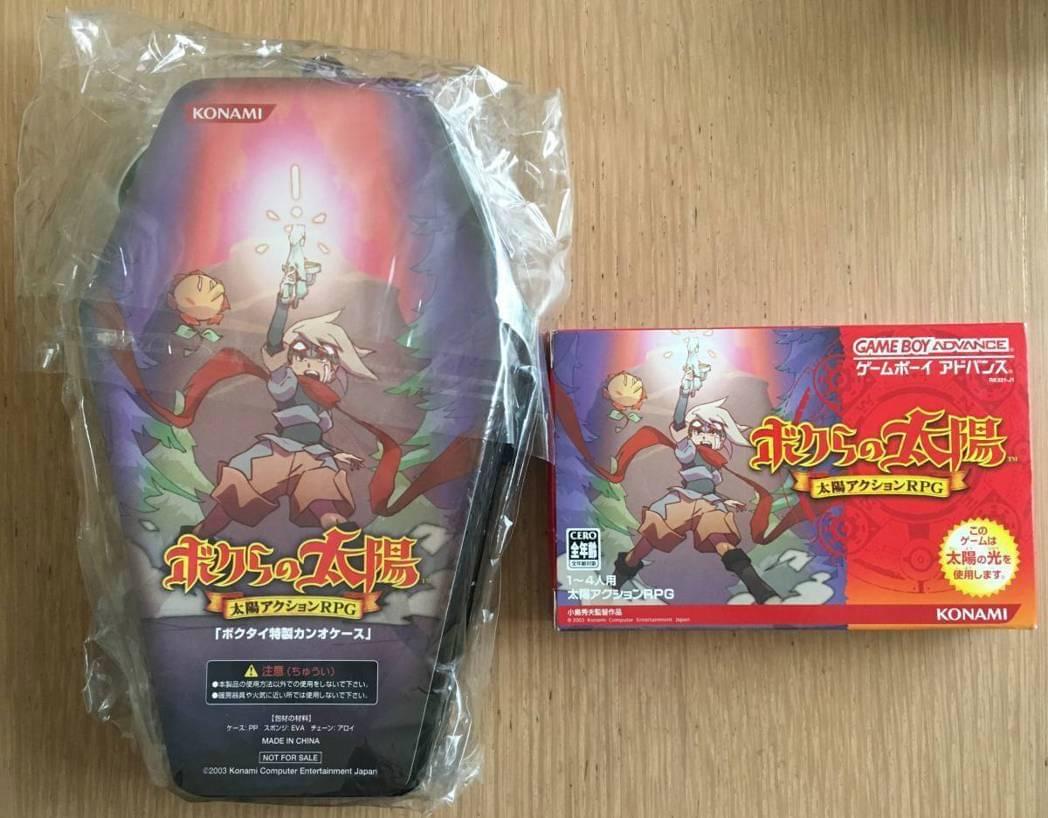 KONAMI
ボクらの太陽
太陽アクションRPG
「ボクタイ特製カンオケース」
注意(ちゅうい)
●本製品の使用方法以外での使用をしないで下さい。
●暖房器具や火気に近い所では使用しないで下さい。
【包材の材料】
ケース:PP スポンジ:EVA チェーン:アロイ
MADE IN CHINA
NOT FOR SALE
©2003 Konami Computer Entertainment Japan
GAME BOY ADVANCE
ゲームボーイ アドバンス
ボクらの太陽™
太陽アクションRPG
このゲームは
太陽の光を
使用します。
CERO
全年齢
全年齢対象
1〜4人用
太陽アクションRPG
小島秀夫監督作品
©2003 Konami Computer Entertainment Japan
KONAMI